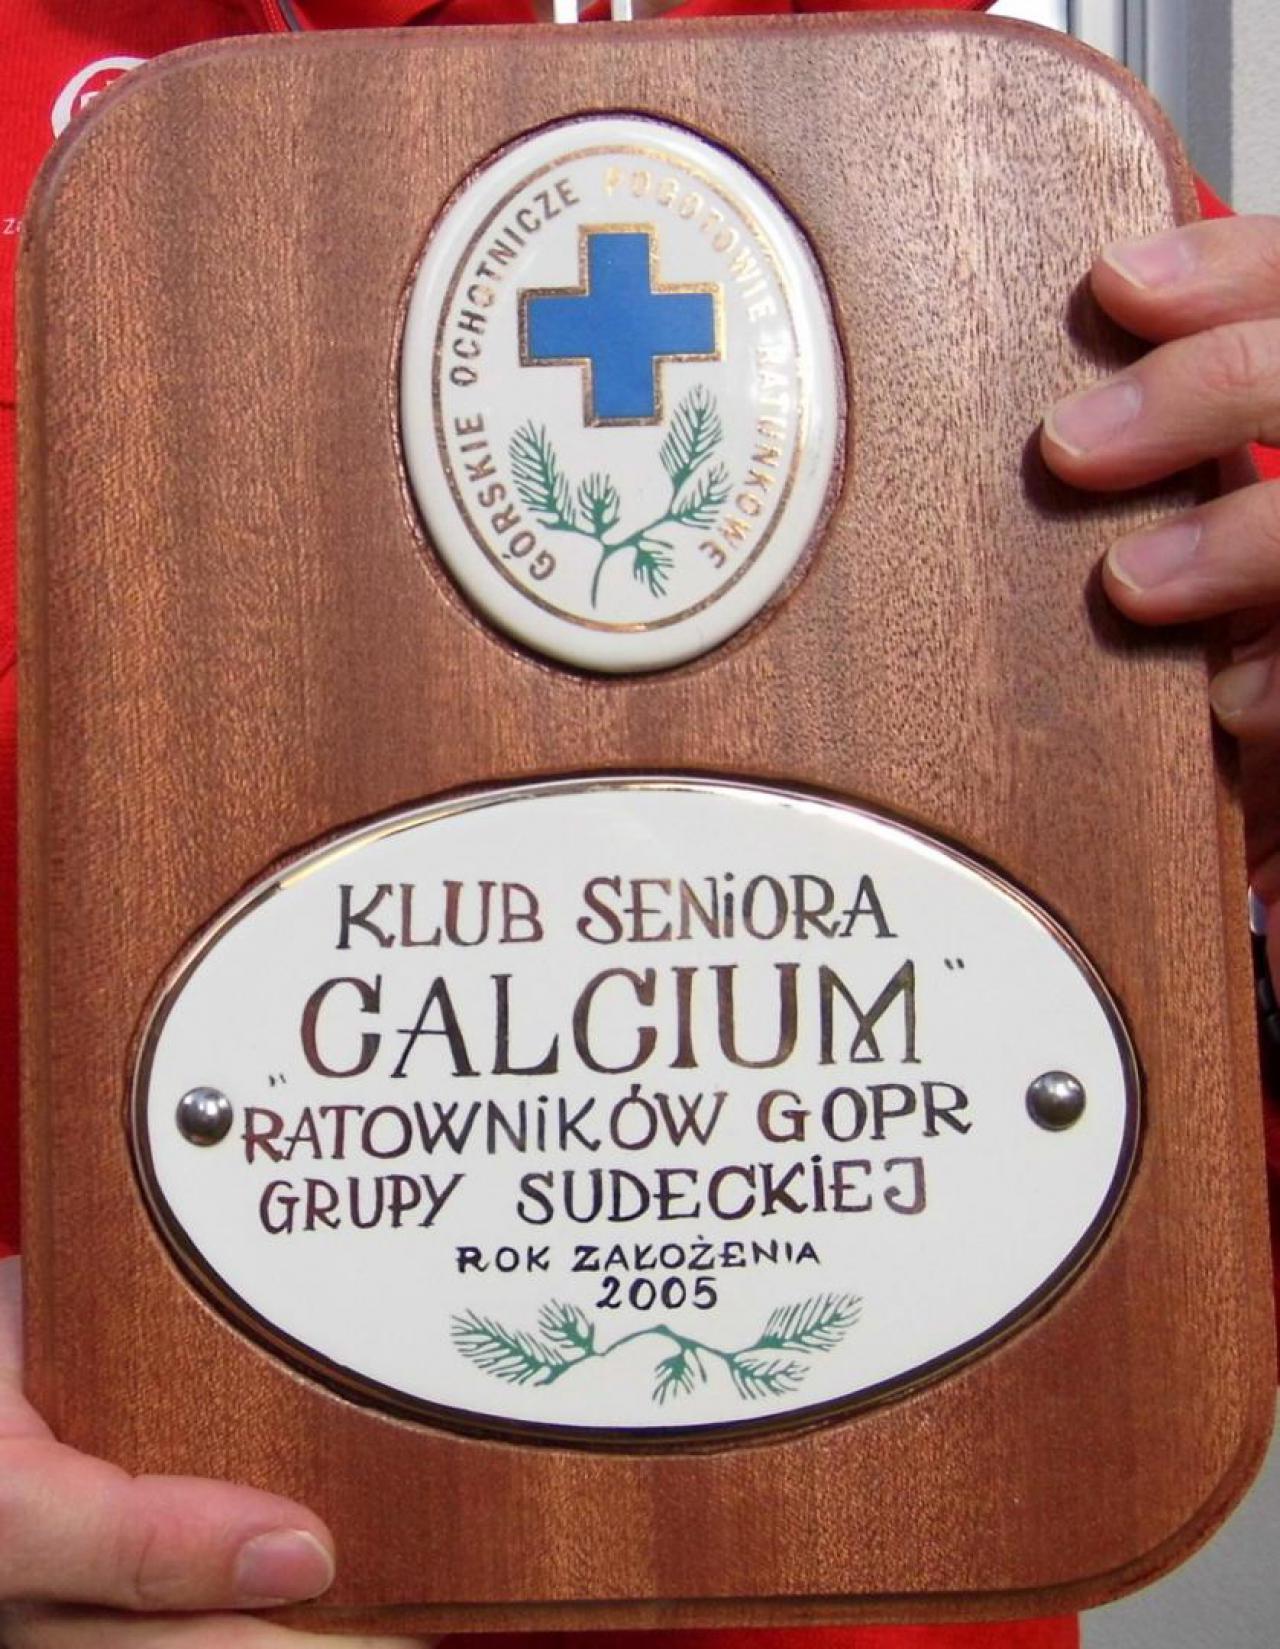 GÓRSKIE OCHOTNICZE POGOTOWIE RATUNKOWE
KLUB SENiORA
„CALCIUM"
RATOWNiKÓW GOPR
GRUPY SUDECKiEJ
ROK ZAŁOŻENIA
2005